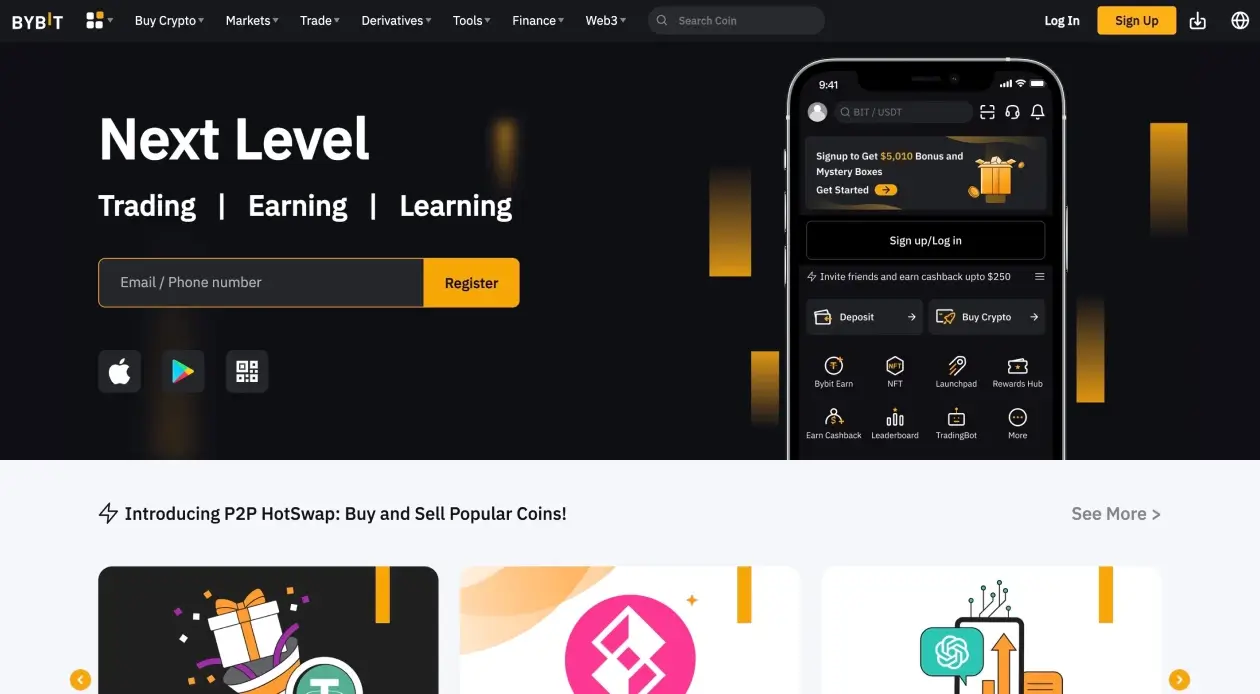 BYBIT
Buy Crypto
Markets
Trade
Derivatives
Tools
Finance
Web3
Search Coin
Log In
Sign Up
Next Level
Trading | Earning | Learning
Email / Phone number
Register
9:41
BIT / USDT
Signup to Get $5,010 Bonus and
Mystery Boxes
Get Started
Sign up/Log in
Invite friends and earn cashback upto $250
Deposit
Buy Crypto
Bybit Earn
NFT
NFT
Launchpad
Rewards Hub
Earn Cashback
Leaderboard
TradingBot
More
Introducing P2P HotSwap: Buy and Sell Popular Coins!
See More >